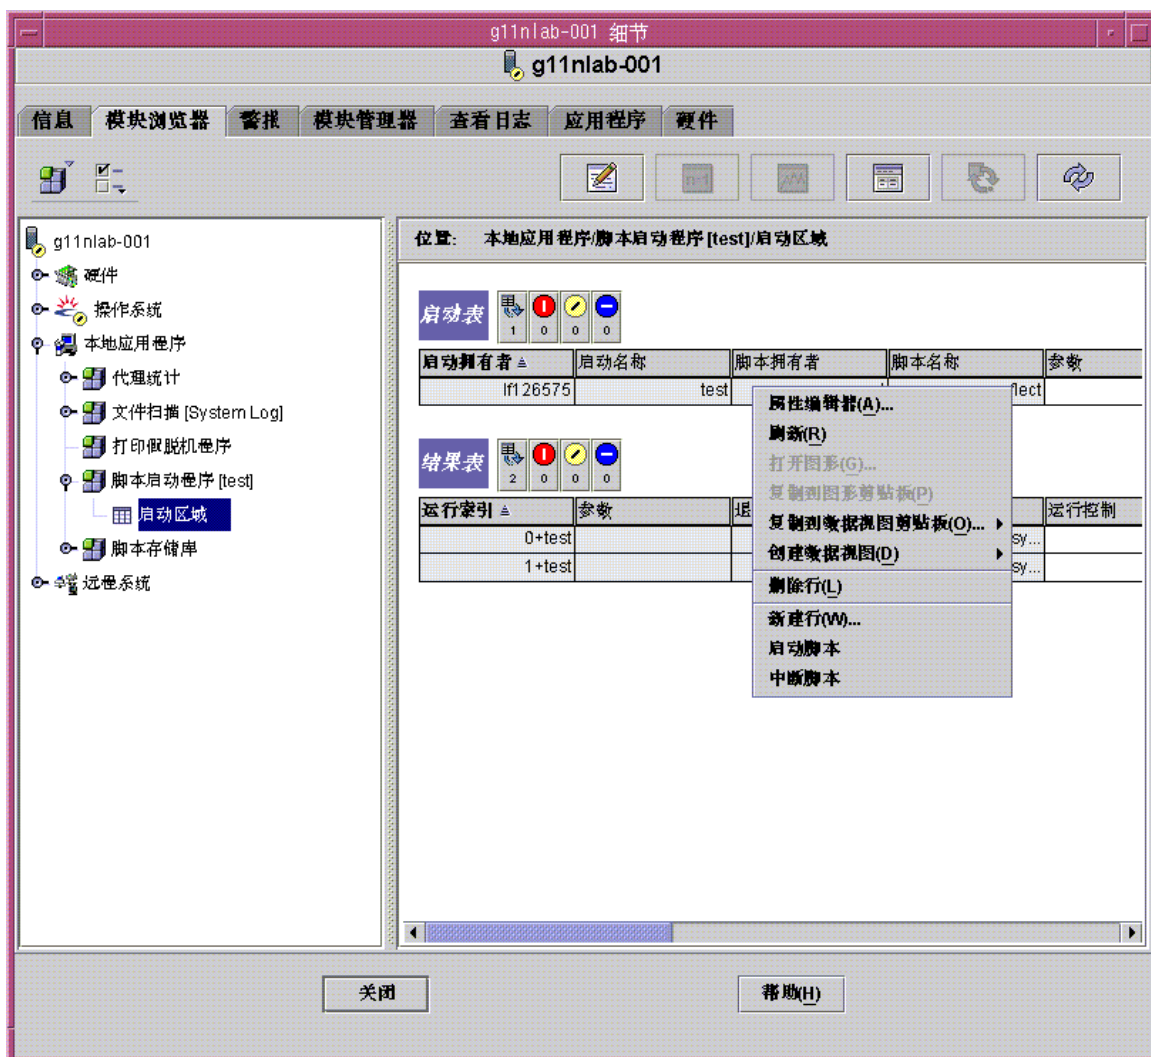 g11nlab-001 细节
g11nlab-001
信息 模块浏览器 警报 模块管理器 查看日志 应用程序 硬件
g11nlab-001
硬件
操作系统
本地应用程序
代理统计
文件扫描 [System Log]
打印假脱机程序
脚本启动程序 [test]
启动区域
脚本存储库
远程系统
位置: 本地应用程序/脚本启动程序 [test]/启动区域
启动表 1 0 0 0
启动拥有者 启动名称 脚本拥有者 脚本名称 参数
lf126575 test
结果表 2 0 0 0
运行索引 参数 退 运行控制
0+test sy...
1+test sy...
属性编辑器(A)...
刷新(R)
打开图形(G)...
复制到图形剪贴板(P)
复制到数据视图剪贴板(O)...
创建数据视图(D)
删除行(L)
新建行(W)...
启动脚本
中断脚本
关闭 帮助(H)